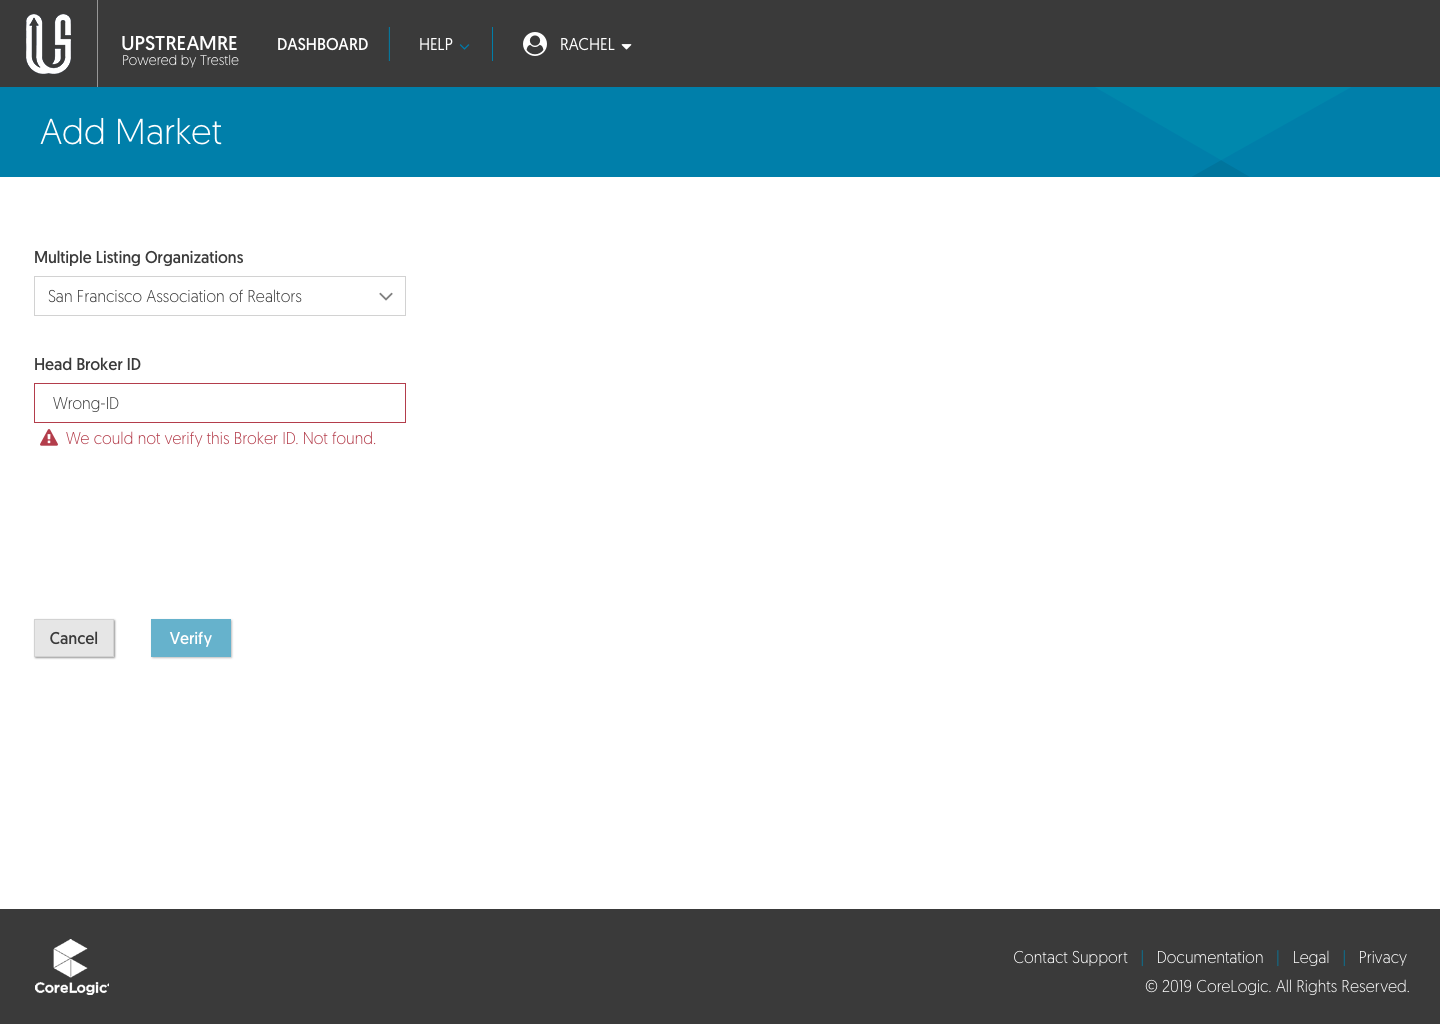 UPSTREAMRE
Powered by Trestle
DASHBOARD
HELP
RACHEL
Add Market
Multiple Listing Organizations
San Francisco Association of Realtors
Head Broker ID
Wrong-ID
We could not verify this Broker ID. Not found.
Cancel
Verify
CoreLogic
Contact Support | Documentation | Legal | Privacy
© 2019 CoreLogic. All Rights Reserved.